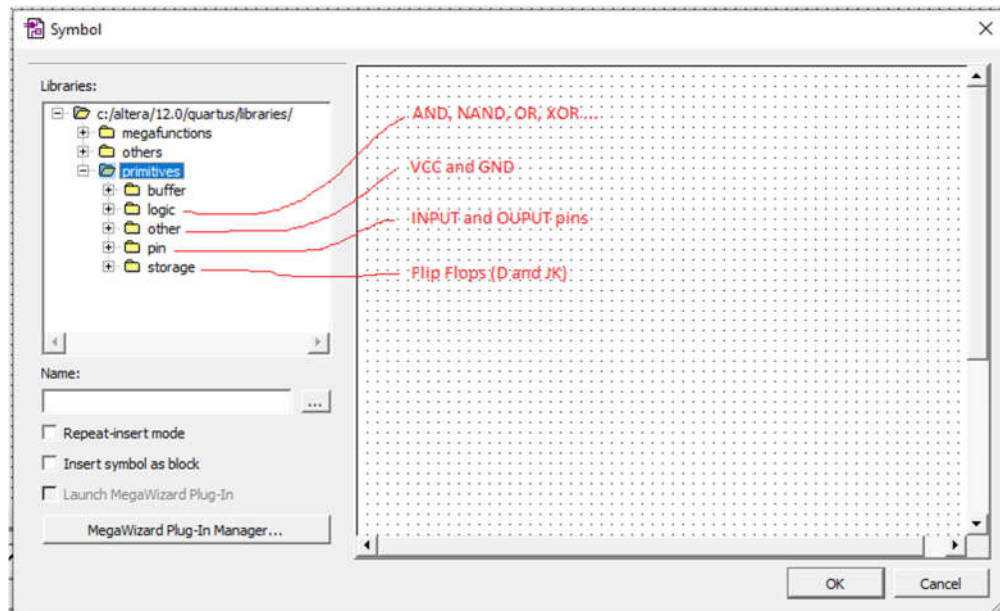 Symbol
Libraries:
c:/altera/12.0/quartus/libraries/
megafunctions
others
primitives
buffer
logic
other
pin
storage
AND, NAND, OR, XOR...
VCC and GND
INPUT and OUPUT pins
Flip Flops (D and JK)
Name:
...
Repeat-insert mode
Insert symbol as block
Launch MegaWizard Plug-In
MegaWizard Plug-In Manager...
OK
Cancel